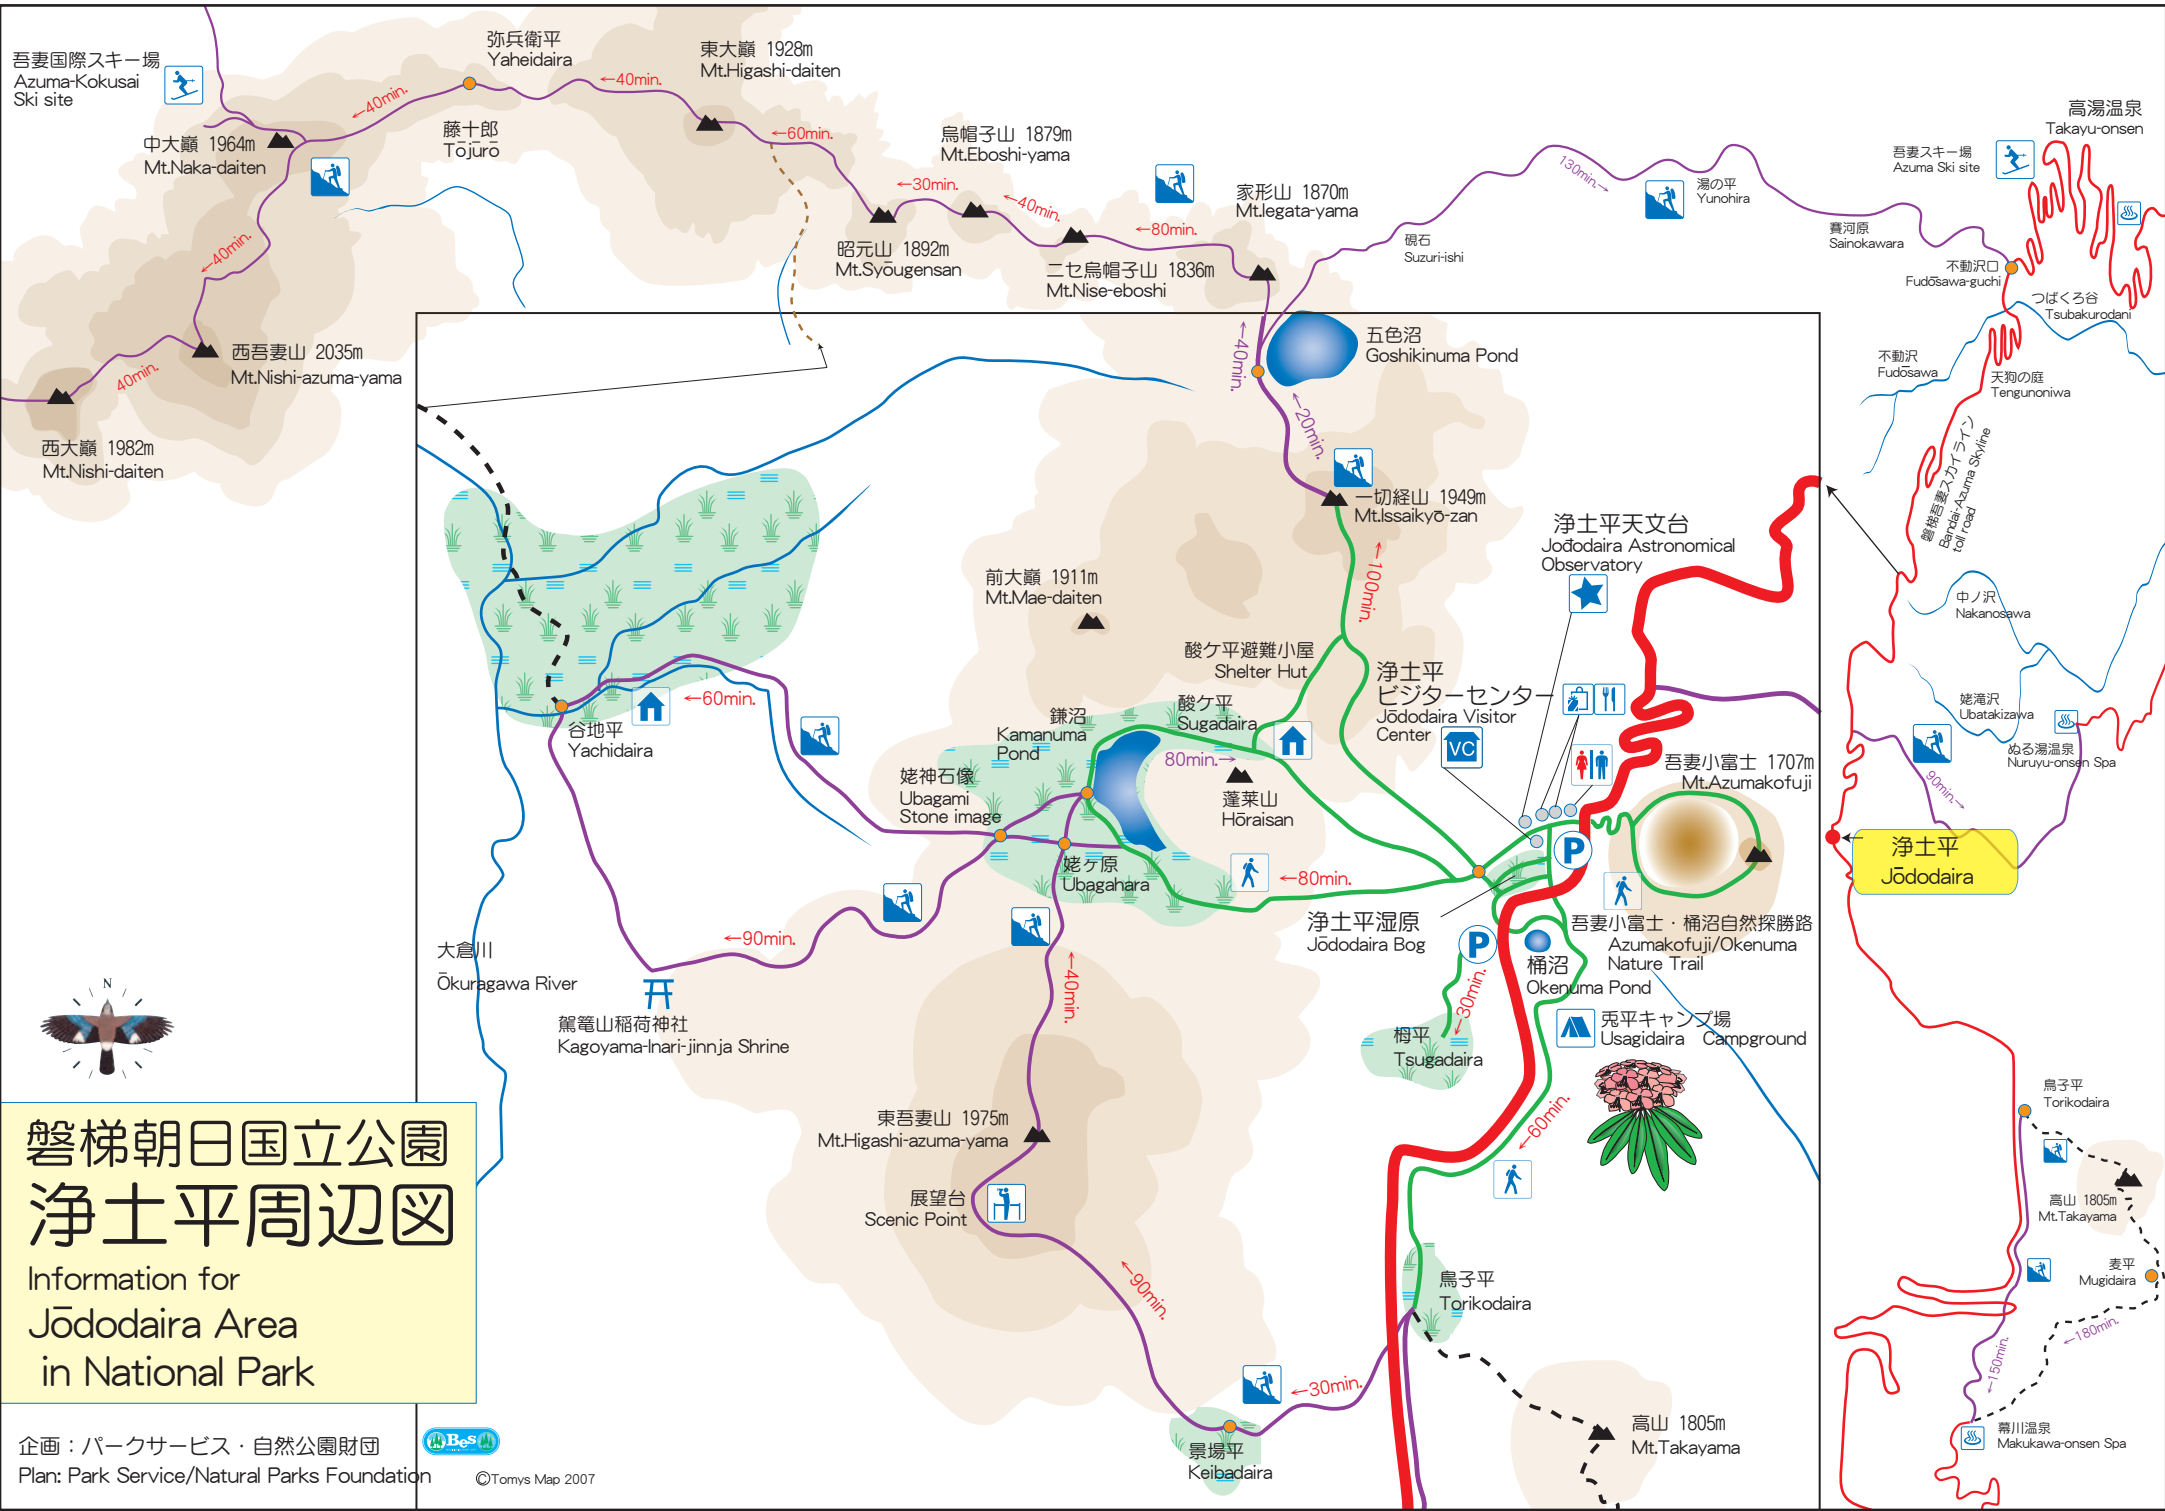 吾妻国際スキー場
Azuma-Kokusai
Ski site
弥兵衛平
Yaheidaira
東大巓 1928m
Mt.Higashi-daiten
←40min.
←40min.
藤十郎
Tōjūrō
中大巓 1964m
Mt.Naka-daiten
←60min.
烏帽子山 1879m
Mt.Eboshi-yama
←30min.
←40min.
昭元山 1892m
Mt.Syōugensan
ニセ烏帽子山 1836m
Mt.Nise-eboshi
←80min.
家形山 1870m
Mt.Iegata-yama
←40min.
西吾妻山 2035m
Mt.Nishi-azuma-yama
40min.
西大巓 1982m
Mt.Nishi-daiten
130min.→
硯石
Suzuri-ishi
湯の平
Yunohira
賽河原
Sainokawara
吾妻スキー場
Azuma Ski site
高湯温泉
Takayu-onsen
不動沢口
Fudōsawa-guchi
つばくろ谷
Tsubakurodani
不動沢
Fudōsawa
天狗の庭
Tengunoniwa
磐梯吾妻スカイライン
Bandai-Azuma Skyline
toll road
中ノ沢
Nakanosawa
姥滝沢
Ubatakizawa
ぬる湯温泉
Nuruyu-onsen Spa
90min.→
浄土平
Jōdodaira
五色沼
Goshikinuma Pond
←40min.
←20min.
一切経山 1949m
Mt.Issaikyō-zan
←100min.
前大巓 1911m
Mt.Mae-daiten
浄土平天文台
Jodōdaira Astronomical
Observatory
酸ケ平避難小屋
Shelter Hut
浄土平
ビジターセンター
Jōdodaira Visitor
Center
VC
酸ケ平
Sugadaira
80min.→
鎌沼
Kamanuma
Pond
蓬莱山
Hōraisan
吾妻小富士 1707m
Mt.Azumakofuji
←60min.
谷地平
Yachidaira
姥神石像
Ubagami
Stone image
姥ヶ原
Ubagahara
←80min.
P
浄土平湿原
Jōdodaira Bog
P
吾妻小富士・桶沼自然探勝路
Azumakofuji/Okenuma
Nature Trail
桶沼
Okenuma Pond
←30min.
栂平
Tsugadaira
兎平キャンプ場
Usagidaira Campground
大倉川
Ōkuragawa River
←90min.
駕篭山稲荷神社
Kagoyama-Inari-jinnja Shrine
←40min.
東吾妻山 1975m
Mt.Higashi-azuma-yama
展望台
Scenic Point
←60min.
←90min.
鳥子平
Torikodaira
←30min.
景場平
Keibadaira
高山 1805m
Mt.Takayama
鳥子平
Torikodaira
高山 1805m
Mt.Takayama
麦平
Mugidaira
←180min.
←150min.
幕川温泉
Makukawa-onsen Spa
N
磐梯朝日国立公園
浄土平周辺図
Information for
Jōdodaira Area
in National Park
企画：パークサービス・自然公園財団
Plan: Park Service/Natural Parks Foundation
Bes
©Tomys Map 2007